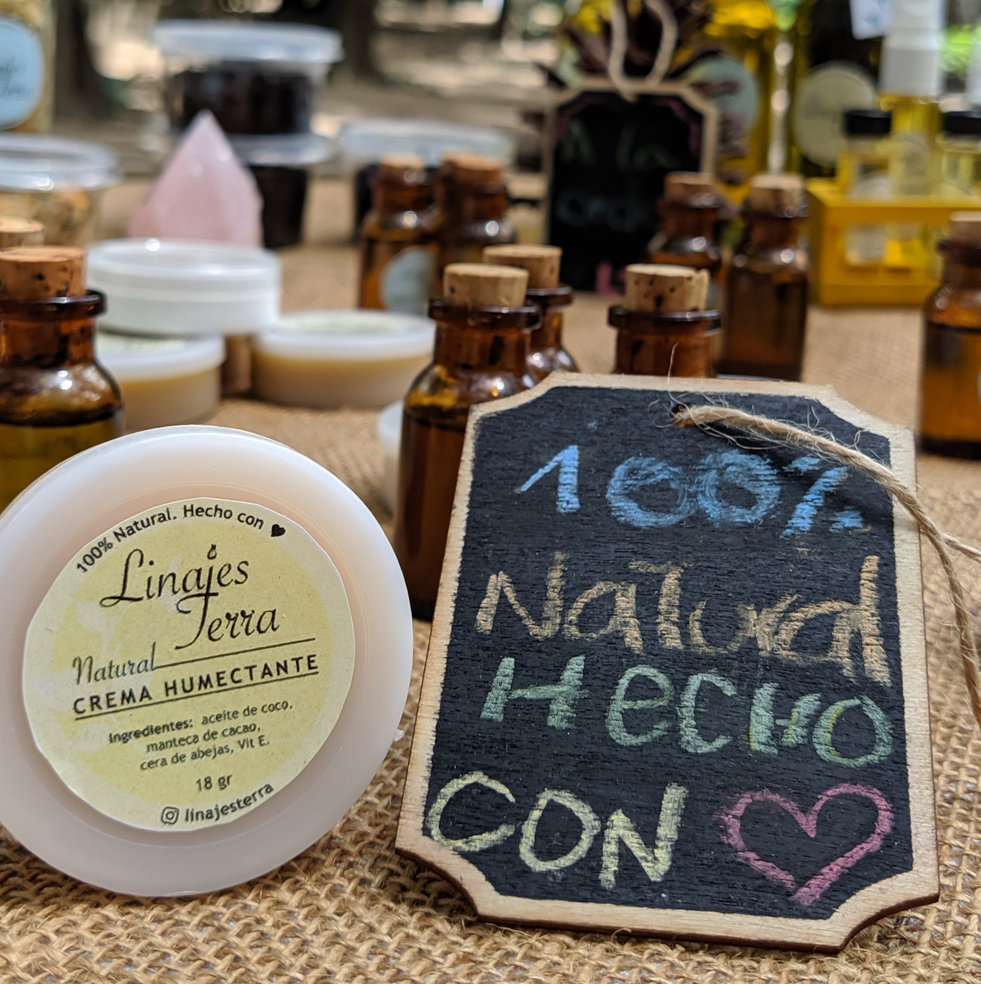 100% Natural. Hecho con
Linajes
Terra
Natural
CREMA HUMECTANTE
Ingredientes: aceite de coco,
manteca de cacao,
cera de abejas, Vit E.
18 gr
linajesterra
100%
Natural
HecHO
CON